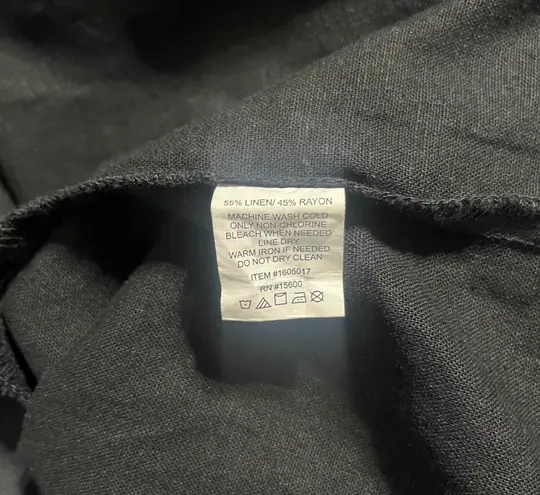 55% LINEN/ 45% RAYON
MACHINE WASH COLD
ONLY NON-CHLORINE
BLEACH WHEN NEEDED
LINE DRY
WARM IRON IF NEEDED
DO NOT DRY CLEAN
ITEM #1605017
RN #15600